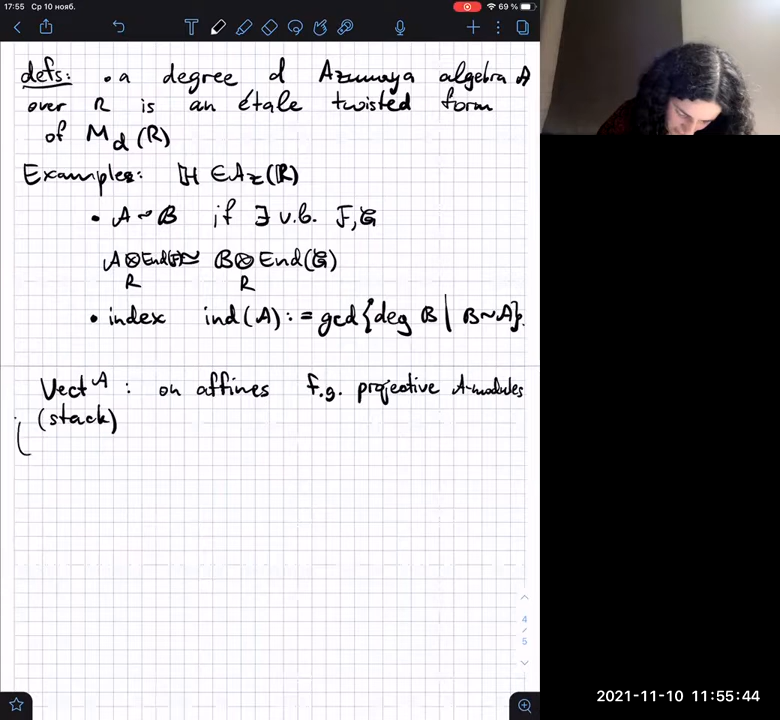 17:55 Ср 10 нояб.
69 %
defs: • a degree d Azumaya algebra A
over R is an étale twisted form
of M_d(R)
Examples: ℍ ∈ Az(ℝ)
• A ~ B if ∃ v.b. F, G
A ⊗_R End(F) ≃ B ⊗_R End(G)
• index ind(A) := gcd{deg B | B~A}.
Vect^A : on affines f.g. projective A-modules
(stack)
4
/
5
2021-11-10 11:55:44